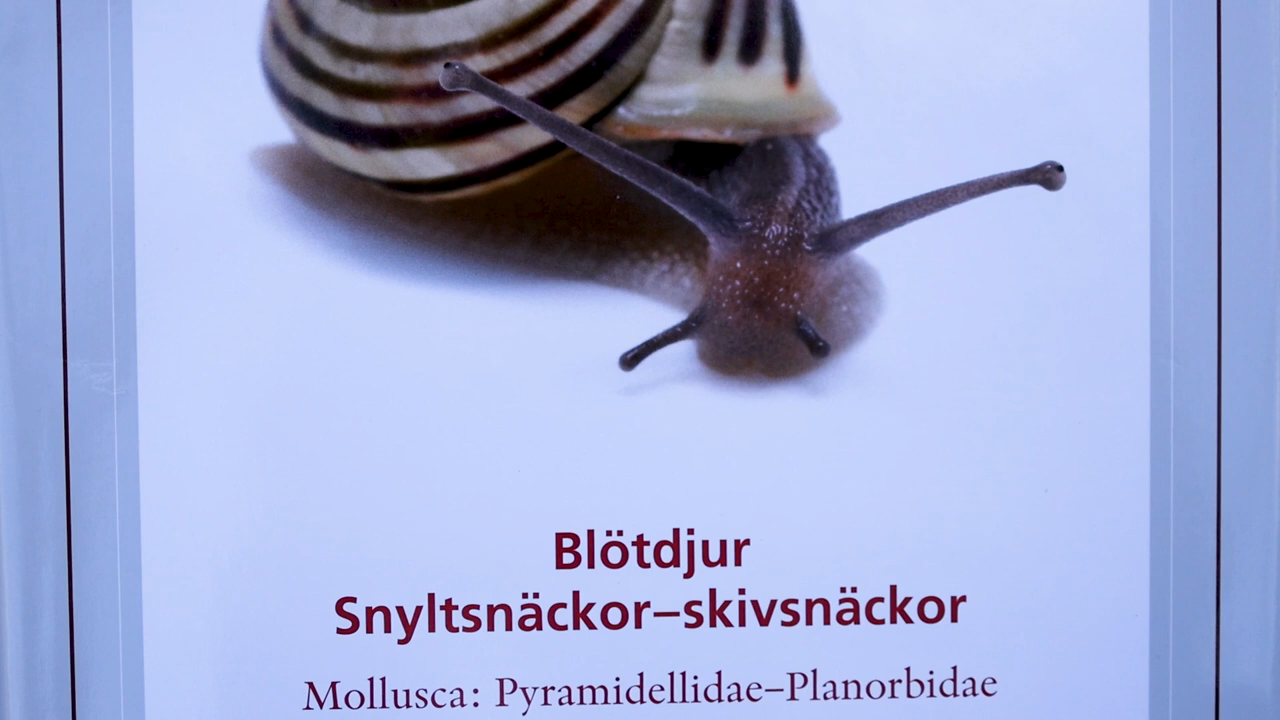 Blötdjur
Snyltsnäckor–skivsnäckor
Mollusca: Pyramidellidae–Planorbidae